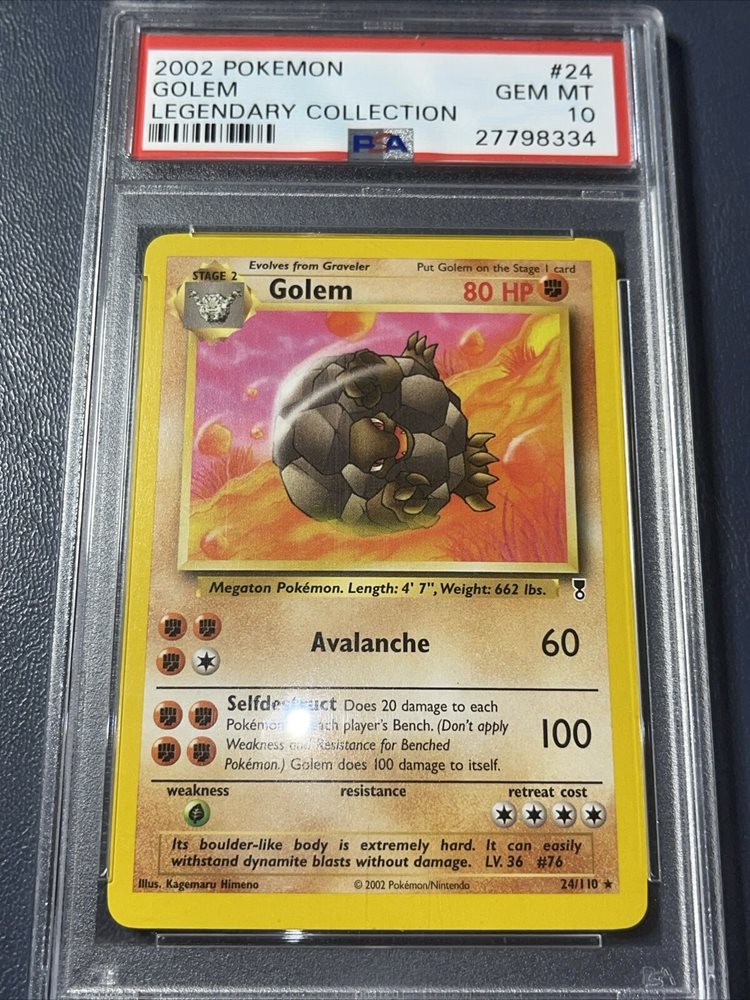 2002 POKEMON #24
GOLEM GEM MT
LEGENDARY COLLECTION 10
PSA 27798334
Evolves from Graveler Put Golem on the Stage 1 card
STAGE 2
Golem 80 HP
Megaton Pokémon. Length: 4' 7", Weight: 662 lbs.
Avalanche 60
Selfdestruct Does 20 damage to each
Pokémon each player's Bench. (Don't apply
Weakness and Resistance for Benched
Pokémon.) Golem does 100 damage to itself.
100
weakness resistance retreat cost
Its boulder-like body is extremely hard. It can easily
withstand dynamite blasts without damage. LV. 36 #76
Illus. Kagemaru Himeno © 2002 Pokémon/Nintendo 24/110 ★